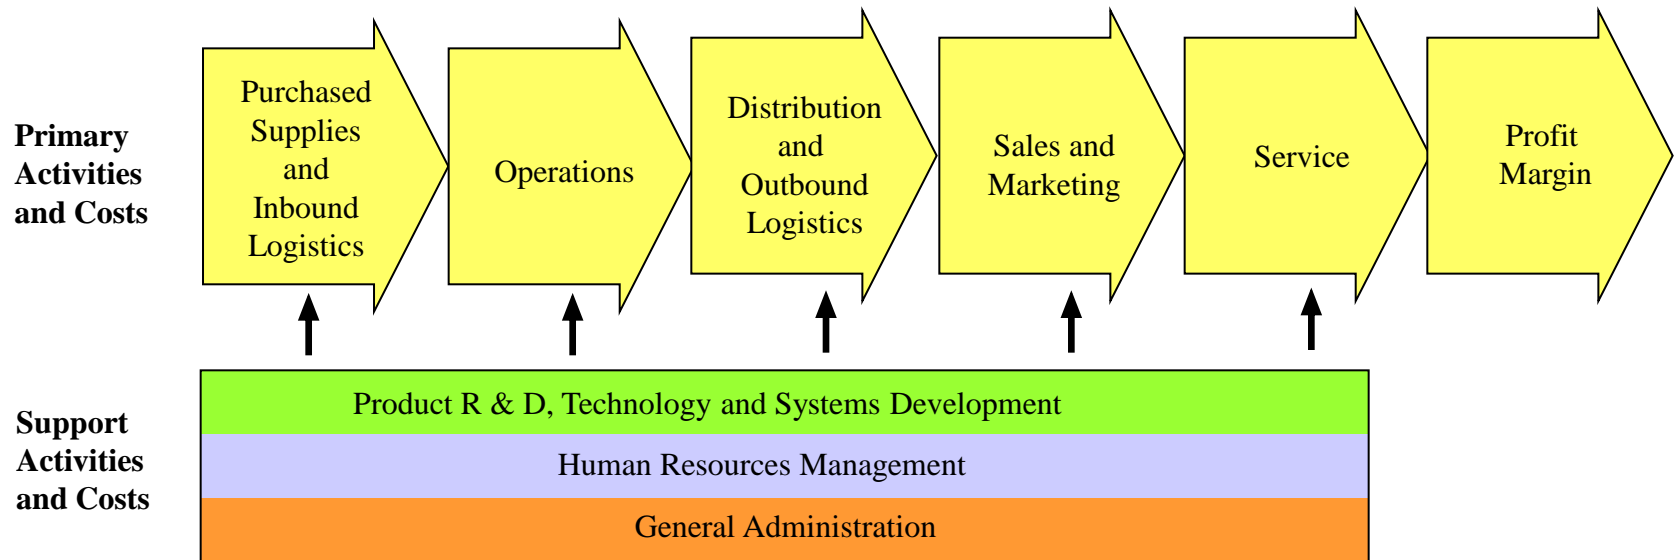 Primary
Activities
and Costs
Purchased
Supplies
and
Inbound
Logistics
Operations
Distribution
and
Outbound
Logistics
Sales and
Marketing
Service
Profit
Margin
Support
Activities
and Costs
Product R & D, Technology and Systems Development
Human Resources Management
General Administration